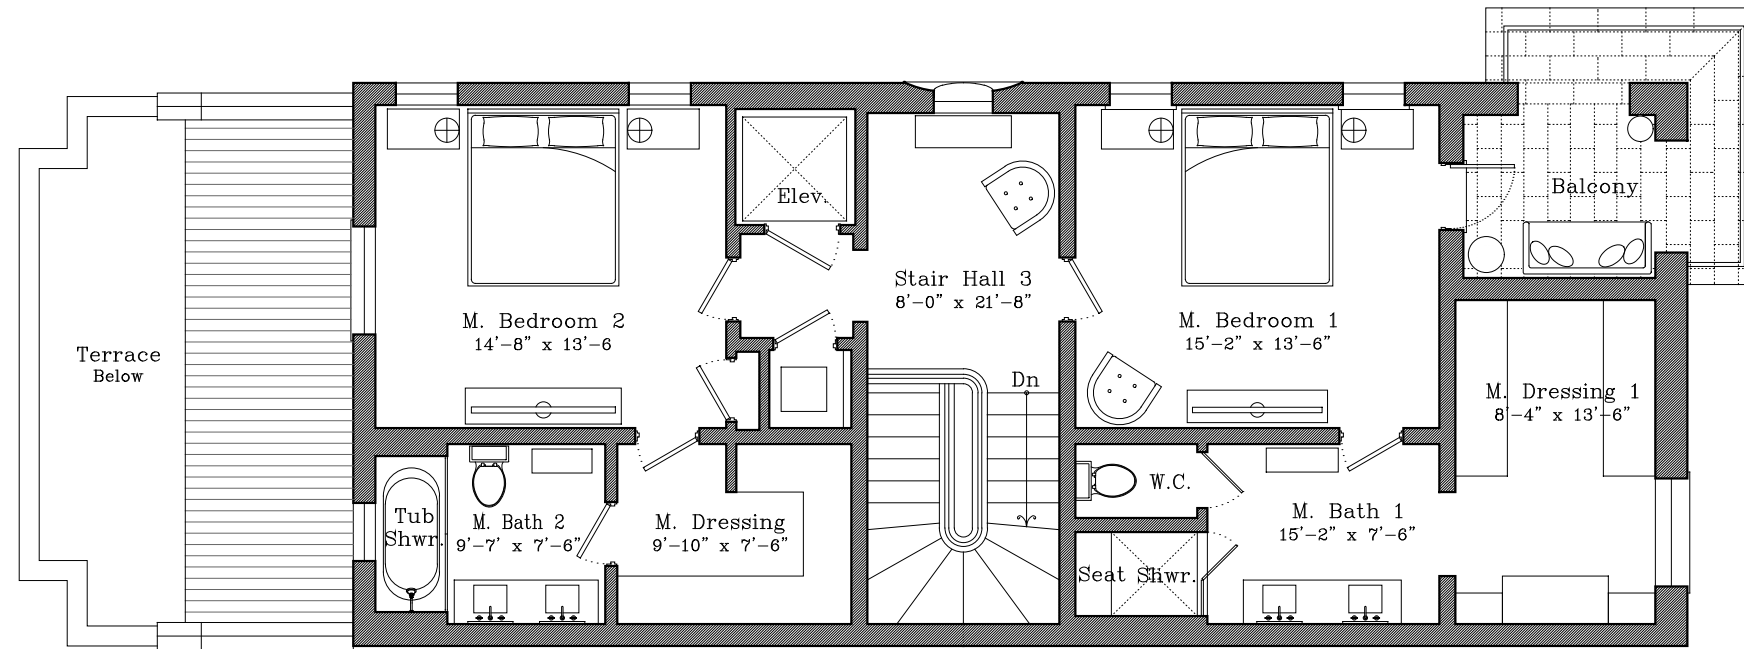 Balcony
Elev.
Stair Hall 3
8'-0" x 21'-8"
M. Bedroom 2
14'-8" x 13'-6
M. Bedroom 1
15'-2" x 13'-6"
Terrace
Below
Dn
M. Dressing 1
8'-4" x 13'-6"
W.C.
Tub
Shwr.
M. Bath 2
9'-7' x 7'-6"
M. Dressing
9'-10" x 7'-6"
M. Bath 1
15'-2" x 7'-6"
Seat Shwr.